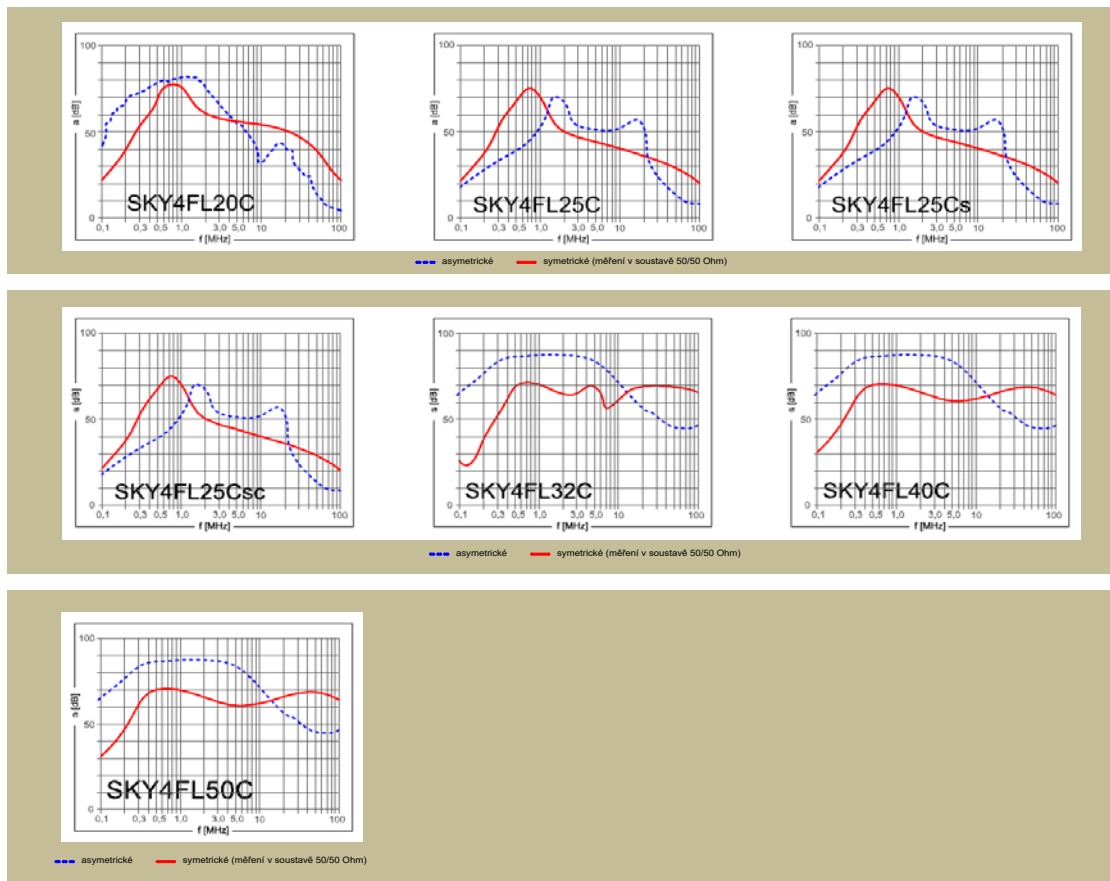 100 100 100
a [dB] a [dB] a [dB]
50 50 50
SKY4FL20C SKY4FL25C SKY4FL25Cs
0 0 0
0,1 0,3 0,5 1,0 3,0 5,0 10 100 0,1 0,3 0,5 1,0 3,0 5,0 10 100 0,1 0,3 0,5 1,0 3,0 5,0 10 100
f [MHz] f [MHz] f [MHz]
asymetrické symetrické (měření v soustavě 50/50 Ohm)
100 100 100
a [dB] a [dB] a [dB]
50 50 50
SKY4FL25Csc SKY4FL32C SKY4FL40C
0 0 0
0,1 0,3 0,5 1,0 3,0 5,0 10 100 0,1 0,3 0,5 1,0 3,0 5,0 10 100 0,1 0,3 0,5 1,0 3,0 5,0 10 100
f [MHz] f [MHz] f [MHz]
asymetrické symetrické (měření v soustavě 50/50 Ohm)
100
a [dB]
50
SKY4FL50C
0
0,1 0,3 0,5 1,0 3,0 5,0 10 100
f [MHz]
asymetrické symetrické (měření v soustavě 50/50 Ohm)